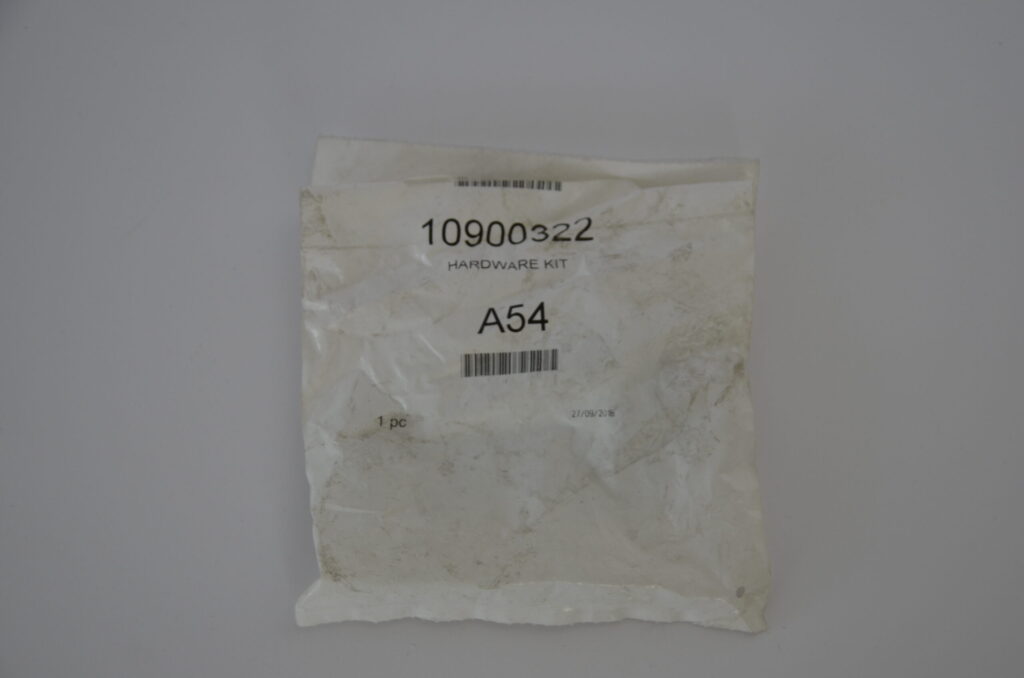 10900322
HARDWARE KIT
A54
1 pc
27/09/2016